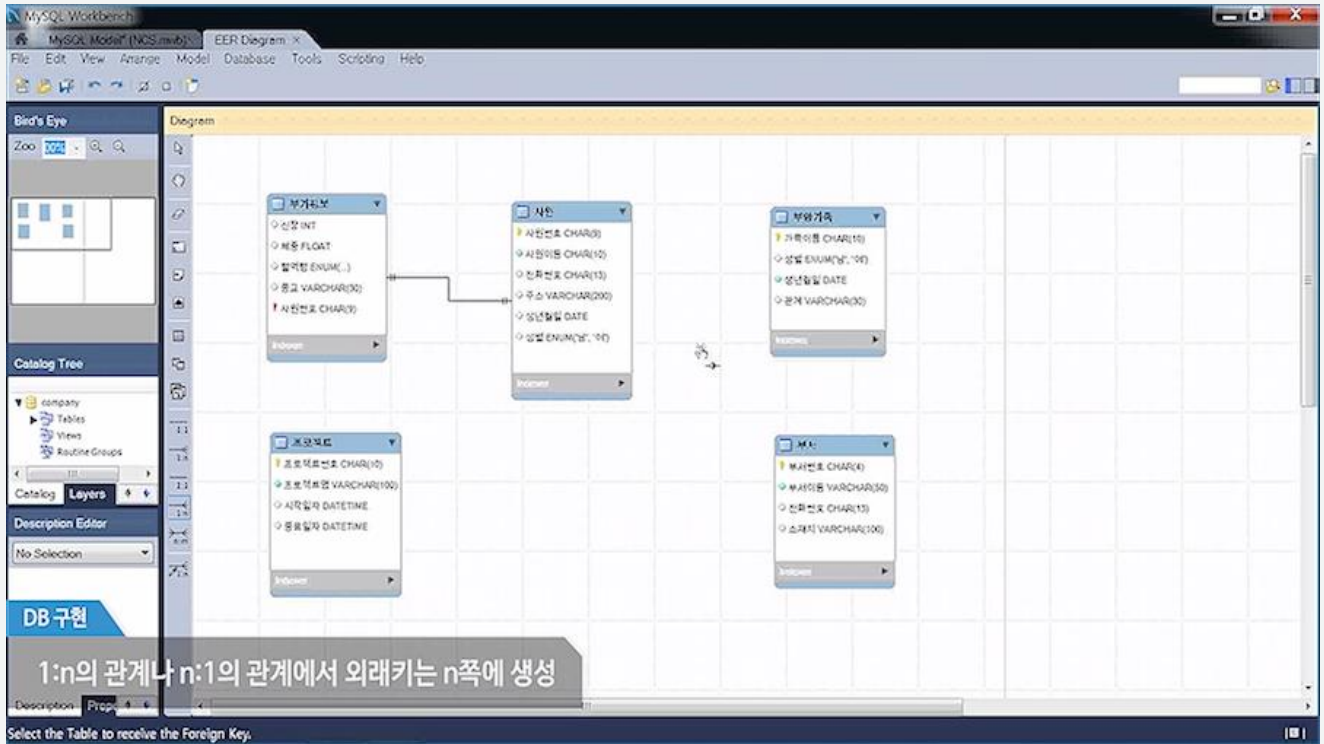 MySQL Workbench
MySQL Model* (NCS.mwb) EER Diagram ×
File Edit View Arrange Model Database Tools Scripting Help
Bird's Eye
Diagram
Zoo
부가정보
신장 INT
체중 FLOAT
혈액형 ENUM(...)
종교 VARCHAR(30)
사원번호 CHAR(9)
Indexes
사원
사원번호 CHAR(9)
사원이름 CHAR(10)
전화번호 CHAR(13)
주소 VARCHAR(200)
생년월일 DATE
성별 ENUM('남', '여')
Indexes
부양가족
가족이름 CHAR(10)
성별 ENUM('남', '여')
생년월일 DATE
관계 VARCHAR(30)
Indexes
Catalog Tree
company
Tables
Views
Routine Groups
Catalog Layers
프로젝트
프로젝트번호 CHAR(10)
프로젝트명 VARCHAR(100)
시작일자 DATETIME
종료일자 DATETIME
Indexes
부서
부서번호 CHAR(4)
부서이름 VARCHAR(50)
전화번호 CHAR(13)
소재지 VARCHAR(100)
Indexes
1:1
1:n
1:1
1:n
n:m
Description Editor
No Selection
DB 구현
1:n의 관계나 n:1의 관계에서 외래키는 n쪽에 생성
Description
Select the Table to receive the Foreign Key.